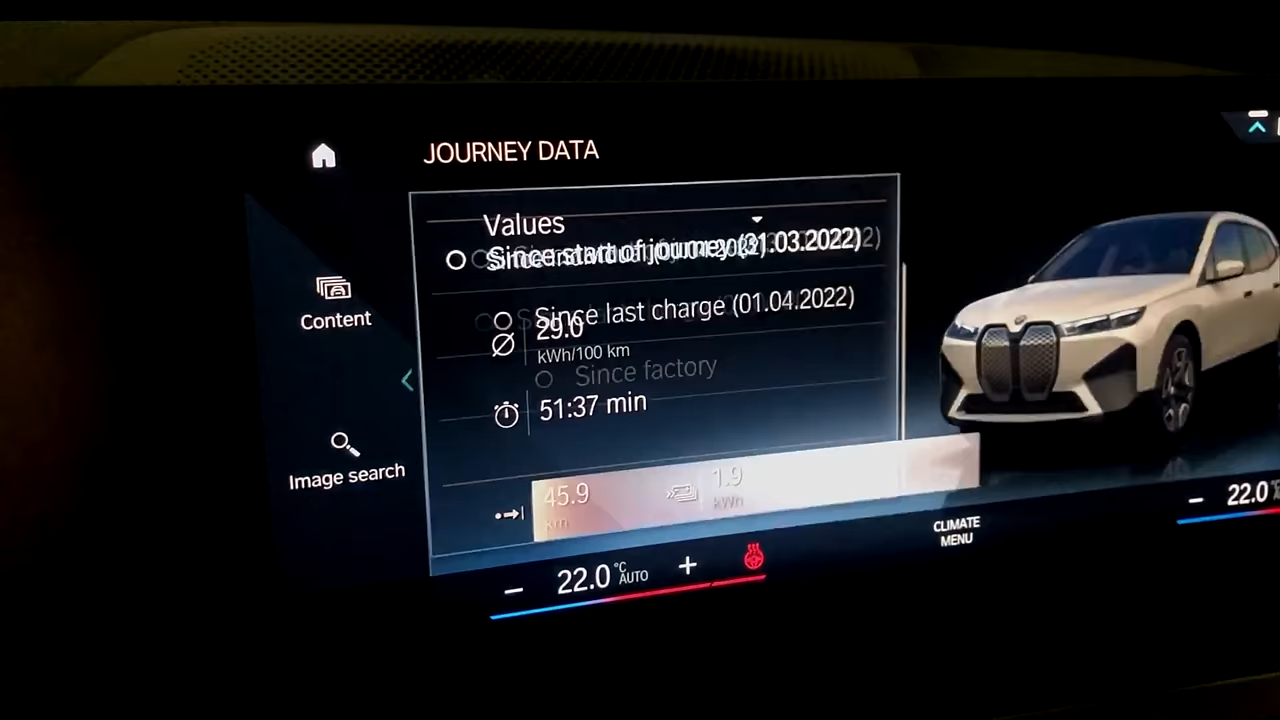 JOURNEY DATA
Values
Since start of journey (31.03.2022)
Since last charge (01.04.2022)
29.0
kWh/100 km
Since factory
51:37 min
Content
Image search
45.9
km
1.9
kWh
22.0 °C
AUTO
CLIMATE
MENU
22.0